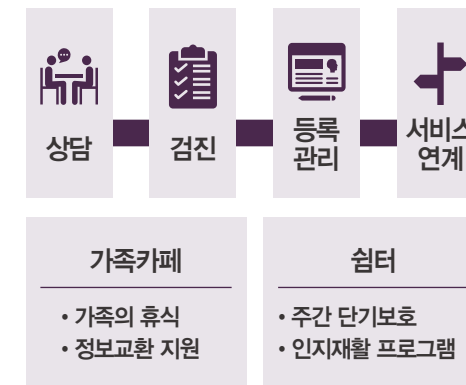 상담
검진
등록
관리
서비스
연계
가족카페
• 가족의 휴식
• 정보교환 지원
쉼터
• 주간 단기보호
• 인지재활 프로그램